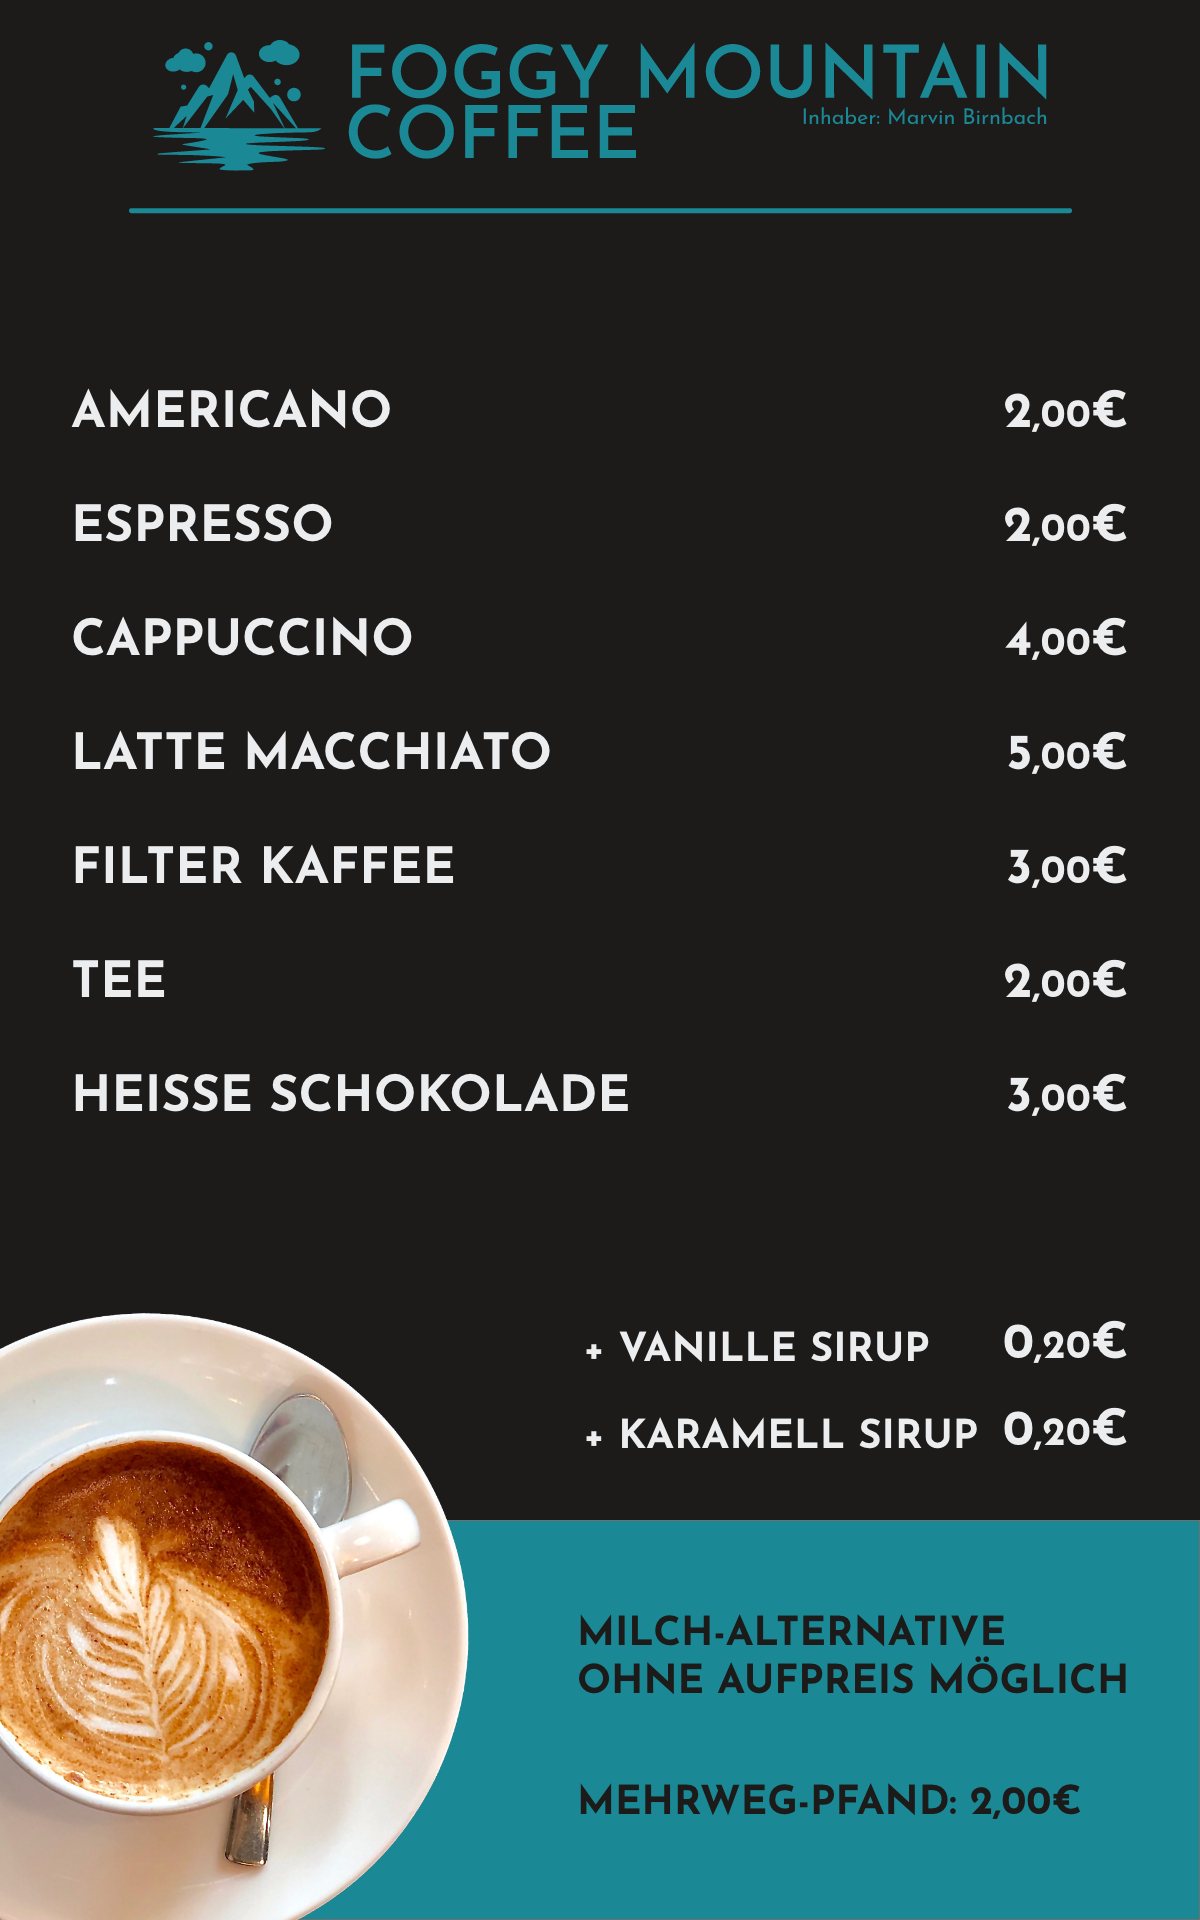 FOGGY MOUNTAIN
COFFEE
Inhaber: Marvin Birnbach
AMERICANO 2,00€
ESPRESSO 2,00€
CAPPUCCINO 4,00€
LATTE MACCHIATO 5,00€
FILTER KAFFEE 3,00€
TEE 2,00€
HEISSE SCHOKOLADE 3,00€
+ VANILLE SIRUP 0,20€
+ KARAMELL SIRUP 0,20€
MILCH-ALTERNATIVE
OHNE AUFPREIS MÖGLICH
MEHRWEG-PFAND: 2,00€